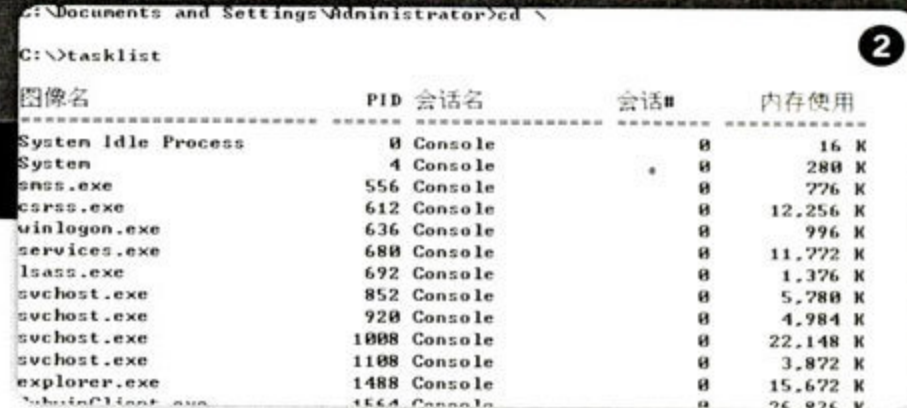 C:\Documents and Settings\Administrator>cd \
2
C:\>tasklist
图像名 PID 会话名 会话# 内存使用
========================= ====== ================ ======== ============
System Idle Process 0 Console 0 16 K
System 4 Console 0 280 K
smss.exe 556 Console 0 776 K
csrss.exe 612 Console 0 12,256 K
winlogon.exe 636 Console 0 996 K
services.exe 680 Console 0 11,772 K
lsass.exe 692 Console 0 1,376 K
svchost.exe 852 Console 0 5,780 K
svchost.exe 920 Console 0 4,984 K
svchost.exe 1008 Console 0 22,148 K
svchost.exe 1108 Console 0 3,872 K
explorer.exe 1488 Console 0 15,672 K
1564 Console 0 26,836 K